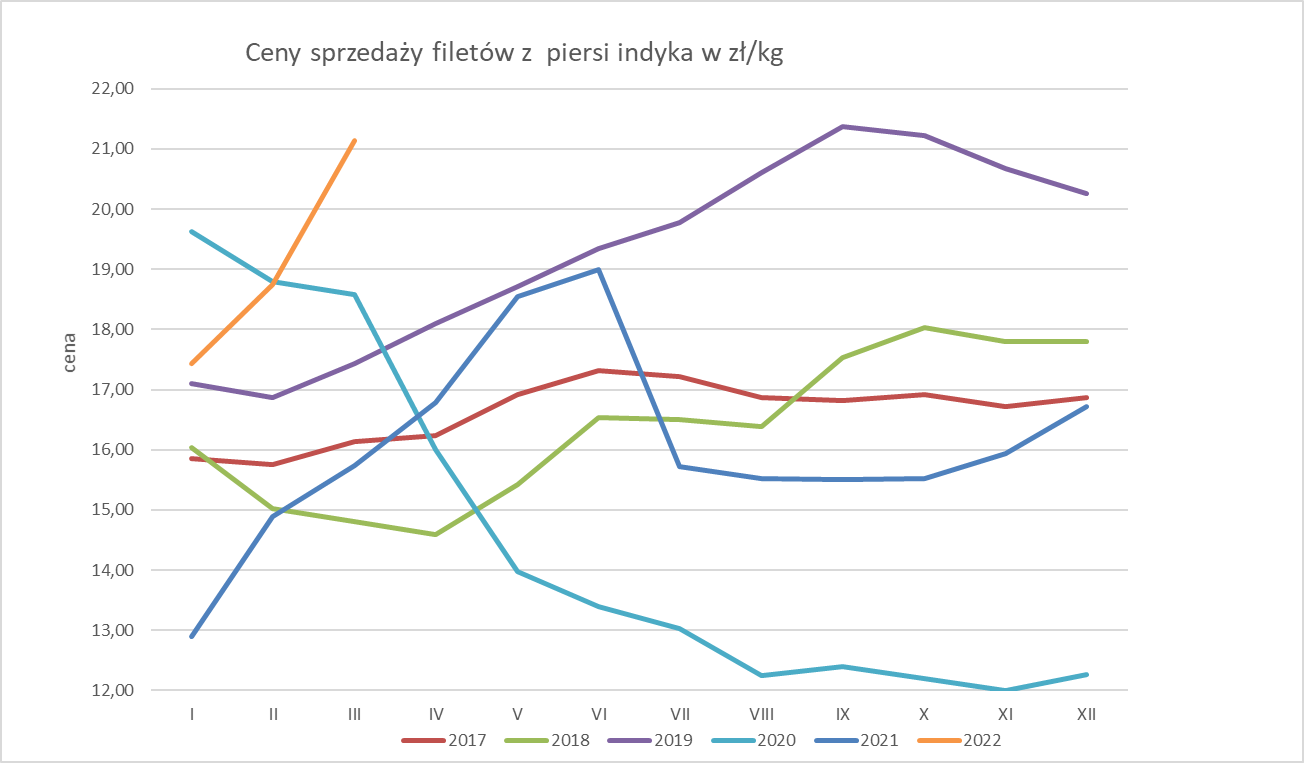 Ceny sprzedaży filetów z  piersi indyka w zł/kg
22,00
21,00
20,00
19,00
18,00
17,00
16,00
15,00
14,00
13,00
12,00
cena
I II III IV V VI VII VIII IX X XI XII
2017 2018 2019 2020 2021 2022